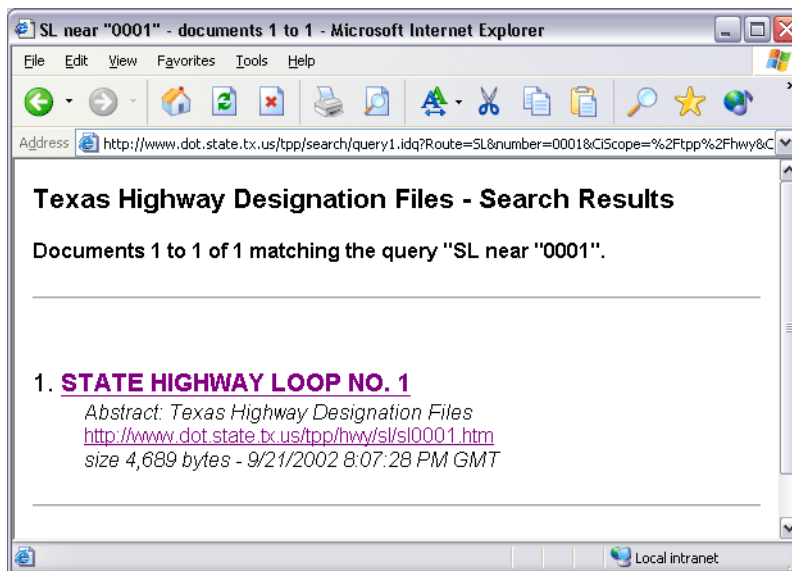 SL near "0001" - documents 1 to 1 - Microsoft Internet Explorer
File Edit View Favorites Tools Help
Address http://www.dot.state.tx.us/tpp/search/query1.idq?Route=SL&number=0001&CiScope=%2Ftpp%2Fhwy&C
Texas Highway Designation Files - Search Results
Documents 1 to 1 of 1 matching the query "SL near "0001".
1. STATE HIGHWAY LOOP NO. 1
Abstract: Texas Highway Designation Files
http://www.dot.state.tx.us/tpp/hwy/sl/sl0001.htm
size 4,689 bytes - 9/21/2002 8:07:28 PM GMT
Local intranet